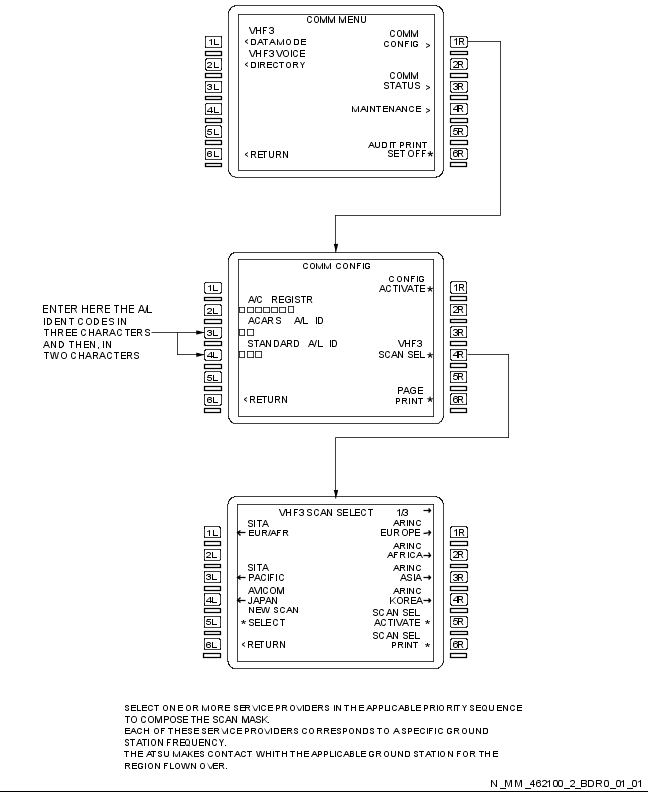 COMM MENU
VHF3
1L <DATAMODE COMM CONFIG > 1R
VHF3 VOICE
2L <DIRECTORY 2R
COMM
3L STATUS > 3R
4L MAINTENANCE > 4R
5L 5R
AUDIT PRINT
6L <RETURN SET OFF* 6R
COMM CONFIG
CONFIG
1L ACTIVATE* 1R
A/C REGISTR
2L □□□□□□□ 2R
ACARS A/L ID
3L □□ 3R
STANDARD A/L ID VHF3
4L □□□ SCAN SEL* 4R
5L 5R
PAGE
6L <RETURN PRINT * 6R
ENTER HERE THE A/L
IDENT CODES IN
THREE CHARACTERS
AND THEN, IN
TWO CHARACTERS
VHF3 SCAN SELECT 1/3 →
SITA ARINC
1L ← EUR/AFR EUROPE → 1R
ARINC
2L AFRICA → 2R
SITA ARINC
3L ← PACIFIC ASIA → 3R
AVICOM ARINC
4L ← JAPAN KOREA → 4R
NEW SCAN SCAN SEL
5L * SELECT ACTIVATE * 5R
SCAN SEL
6L <RETURN PRINT * 6R
SELECT ONE OR MORE SERVICE PROVIDERS IN THE APPLICABLE PRIORITY SEQUENCE
TO COMPOSE THE SCAN MASK.
EACH OF THESE SERVICE PROVIDERS CORRESPONDS TO A SPECIFIC GROUND
STATION FREQUENCY.
THE ATSU MAKES CONTACT WHITH THE APPLICABLE GROUND STATION FOR THE
REGION FLOWN OVER.
N_MM_462100_2_BDR0_01_01